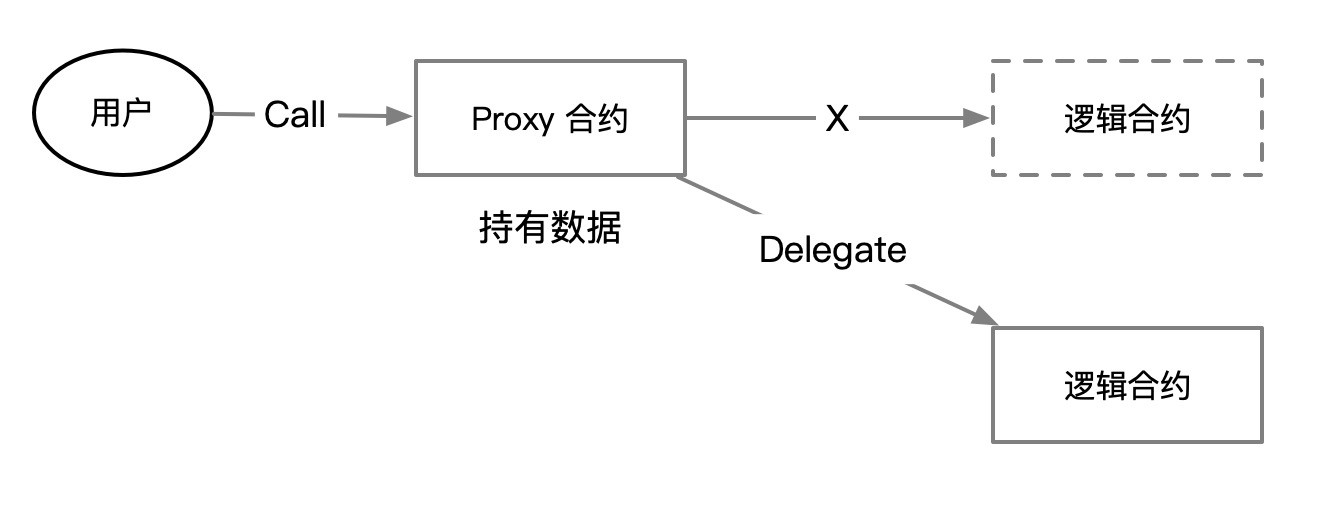 用户
Call
Proxy 合约
X
逻辑合约
持有数据
Delegate
逻辑合约